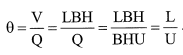 θ = V/Q = LBH/Q = LBH/BHU = L/U.